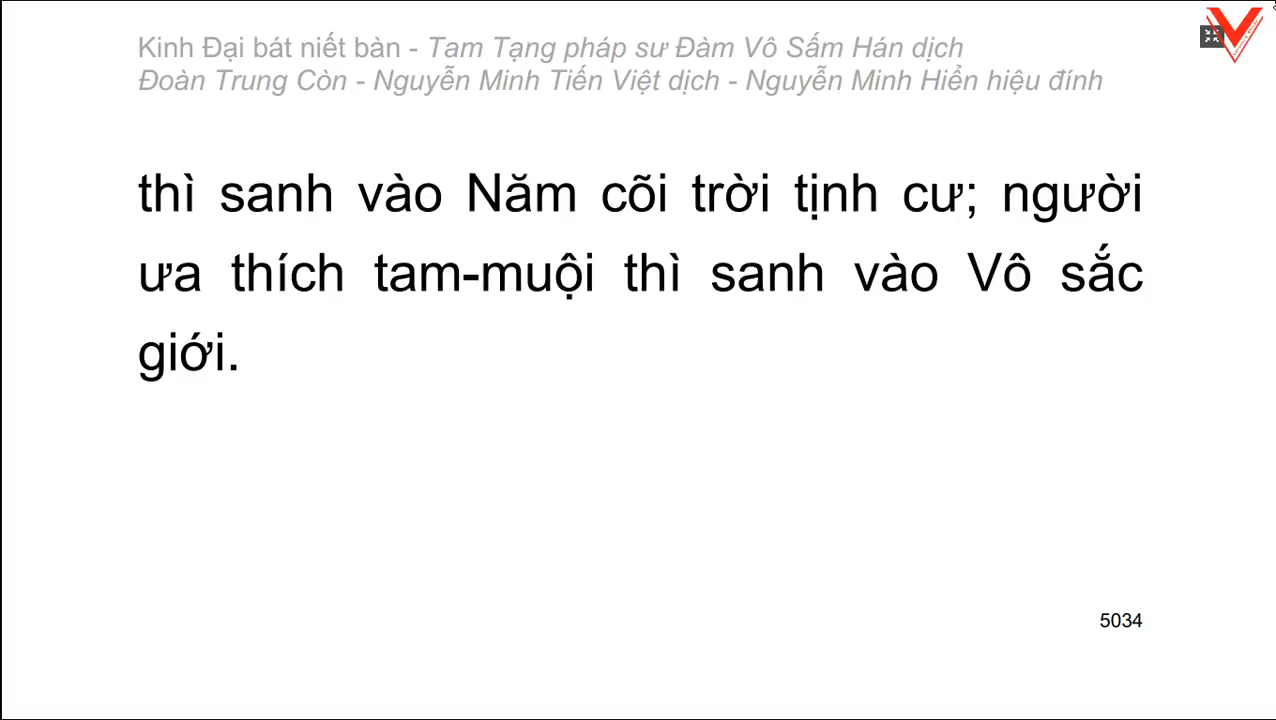 Kinh Đại bát niết bàn - Tam Tạng pháp sư Đàm Vô Sấm Hán dịch
Đoàn Trung Còn - Nguyễn Minh Tiến Việt dịch - Nguyễn Minh Hiển hiệu đính
thì sanh vào Năm cõi trời tịnh cư; người
ưa thích tam-muội thì sanh vào Vô sắc
giới.
5034